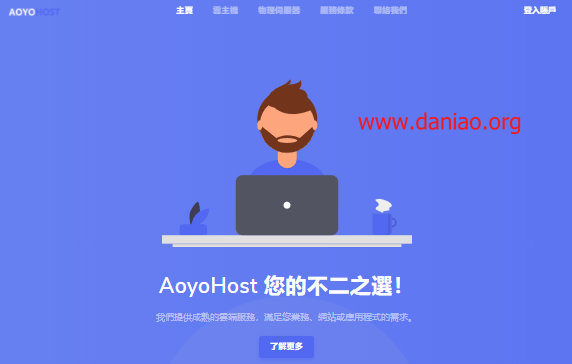 AOYOHOST
主頁 雲主機 物理伺服器 服務條款 聯絡我們 登入賬戶
www.daniao.org
AoyoHost 您的不二之選！
我們提供成熟的雲端服務，滿足您業務、網站或應用程式的需求。
了解更多